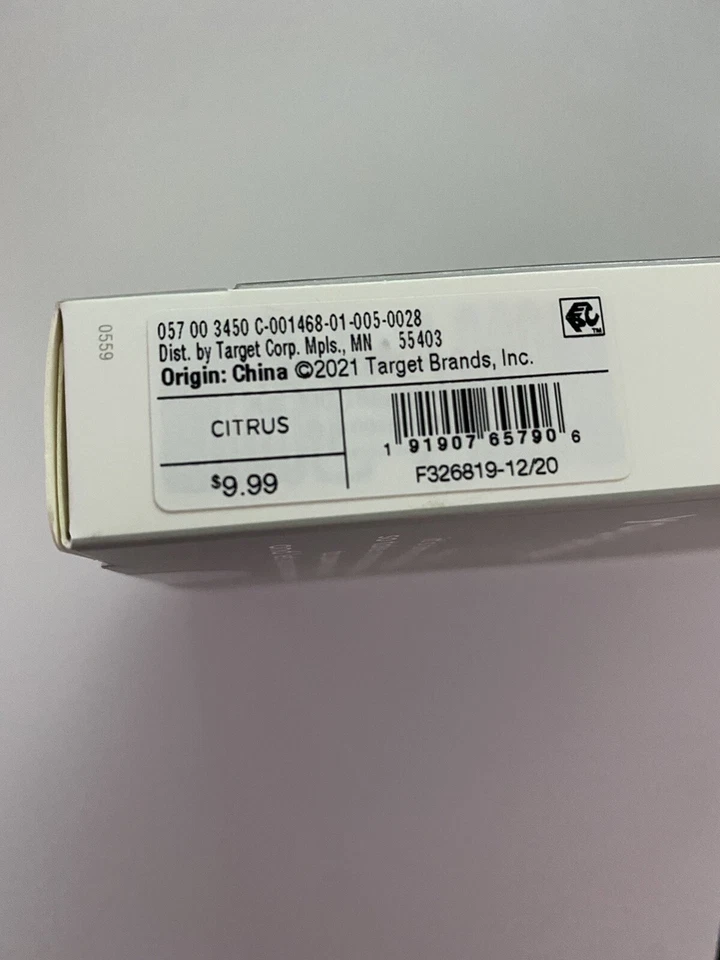 0559
057 00 3450 C-001468-01-005-0028
Dist. by Target Corp. Mpls., MN 55403
Origin: China ©2021 Target Brands, Inc.
CITRUS
$9.99
1 91907 65790 6
F326819-12/20
TM